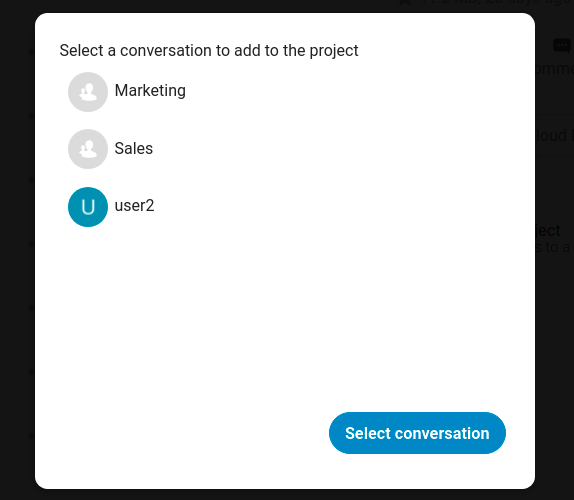 Select a conversation to add to the project
Marketing
Sales
U
user2
Select conversation